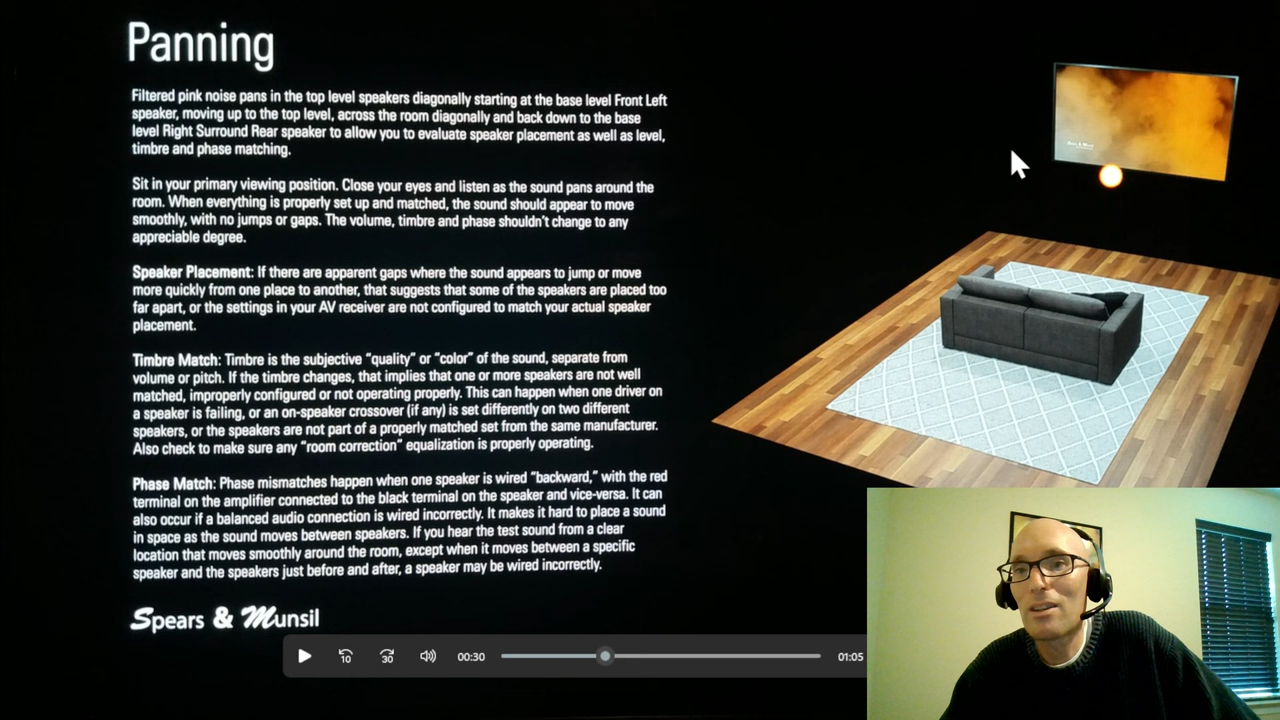 Panning
Filtered pink noise pans in the top level speakers diagonally starting at the base level Front Left
speaker, moving up to the top level, across the room diagonally and back down to the base
level Right Surround Rear speaker to allow you to evaluate speaker placement as well as level,
timbre and phase matching.
Sit in your primary viewing position. Close your eyes and listen as the sound pans around the
room. When everything is properly set up and matched, the sound should appear to move
smoothly, with no jumps or gaps. The volume, timbre and phase shouldn't change to any
appreciable degree.
Speaker Placement: If there are apparent gaps where the sound appears to jump or move
more quickly from one place to another, that suggests that some of the speakers are placed too
far apart, or the settings in your AV receiver are not configured to match your actual speaker
placement.
Timbre Match: Timbre is the subjective "quality" or "color" of the sound, separate from
volume or pitch. If the timbre changes, that implies that one or more speakers are not well
matched, improperly configured or not operating properly. This can happen when one driver on
a speaker is failing, or an on-speaker crossover (if any) is set differently on two different
speakers, or the speakers are not part of a properly matched set from the same manufacturer.
Also check to make sure any "room correction" equalization is properly operating.
Phase Match: Phase mismatches happen when one speaker is wired "backward," with the red
terminal on the amplifier connected to the black terminal on the speaker and vice-versa. It can
also occur if a balanced audio connection is wired incorrectly. It makes it hard to place a sound
in space as the sound moves between speakers. If you hear the test sound from a clear
location that moves smoothly around the room, except when it moves between a specific
speaker and the speakers just before and after, a speaker may be wired incorrectly.
Spears & Munsil
10
30
00:30
01:05